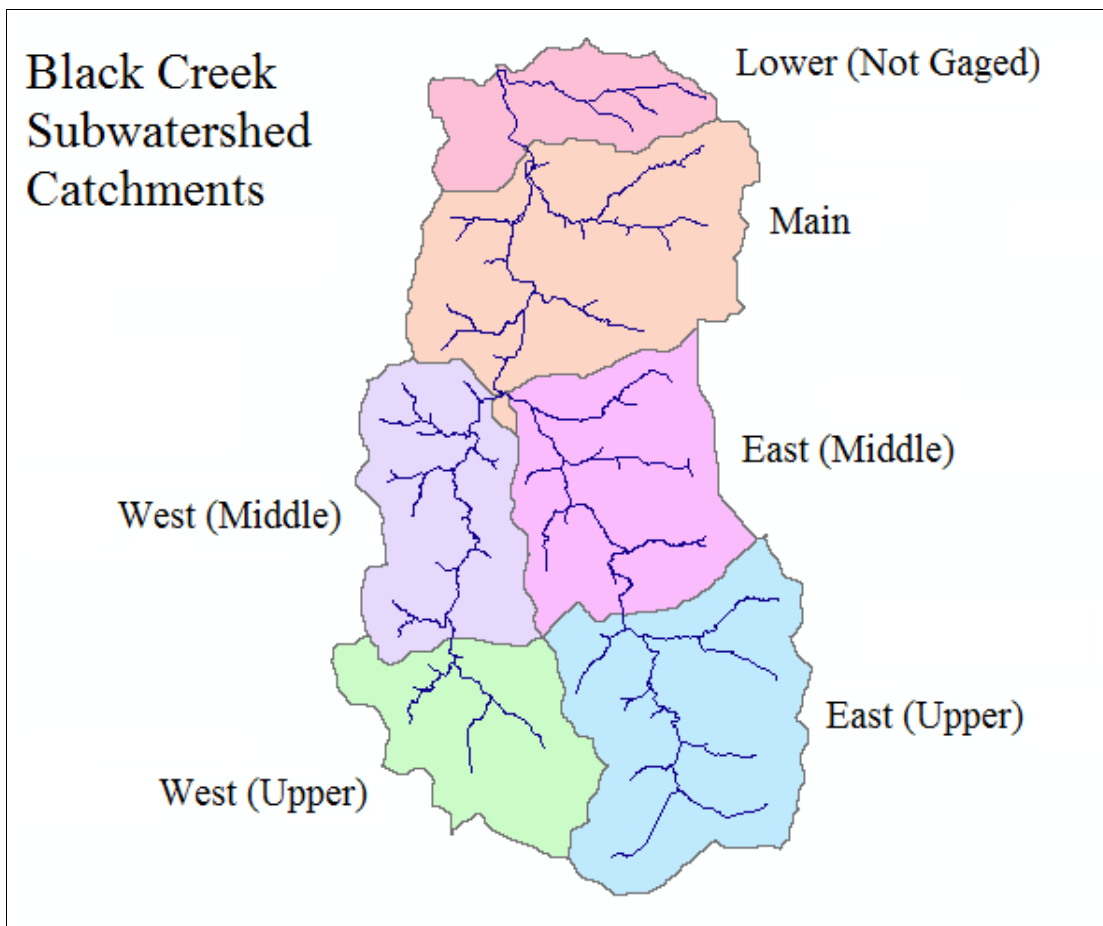 Black Creek
Subwatershed
Catchments
Lower (Not Gaged)
Main
East (Middle)
West (Middle)
East (Upper)
West (Upper)